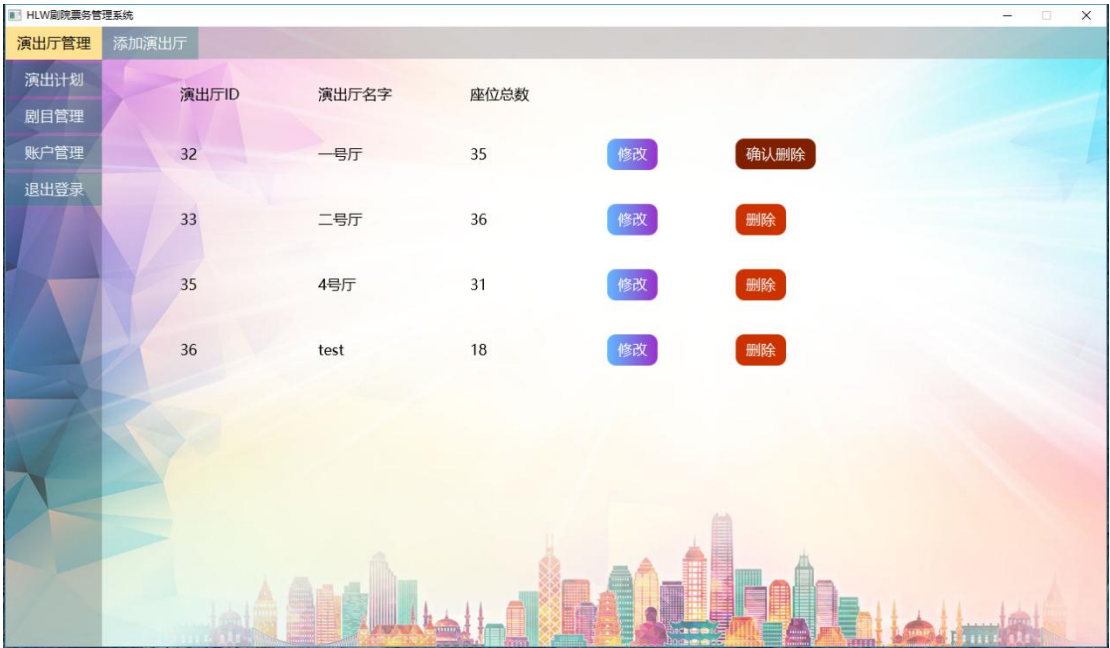 HLW剧院票务管理系统
演出厅管理 添加演出厅
演出计划
剧目管理
账户管理
退出登录
演出厅ID 演出厅名字 座位总数
32 一号厅 35 修改 确认删除
33 二号厅 36 修改 删除
35 4号厅 31 修改 删除
36 test 18 修改 删除